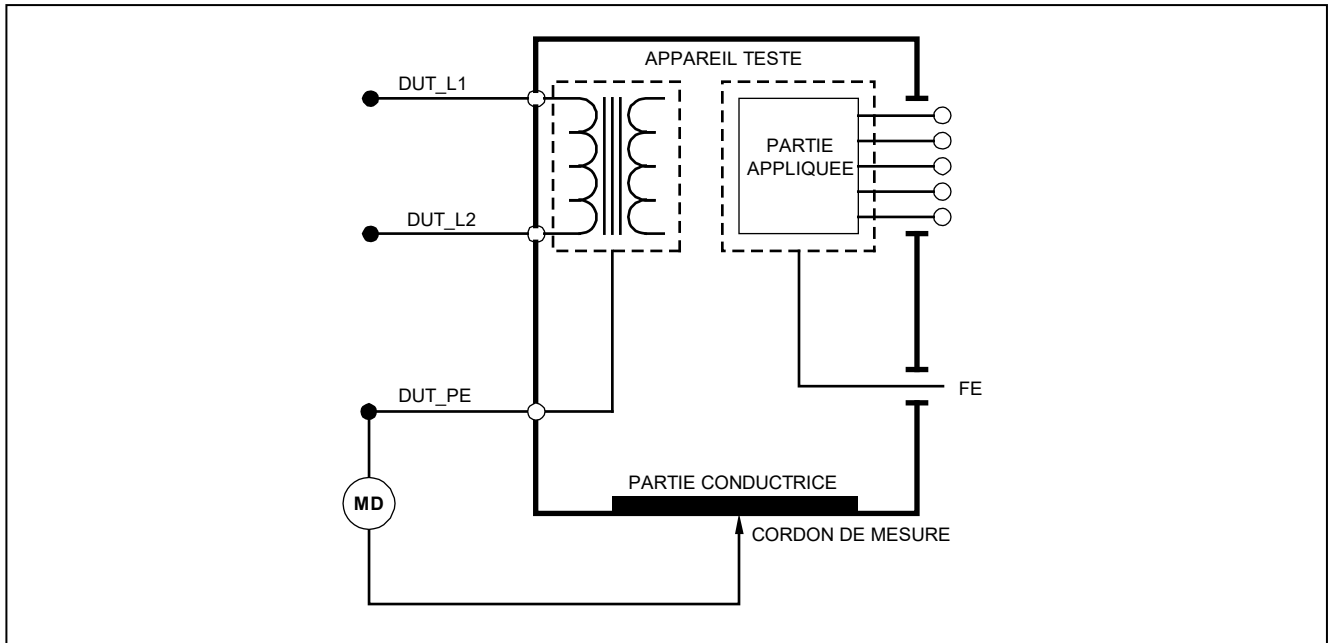 APPAREIL TESTE
DUT_L1
PARTIE
APPLIQUEE
DUT_L2
DUT_PE
FE
PARTIE CONDUCTRICE
MD
CORDON DE MESURE